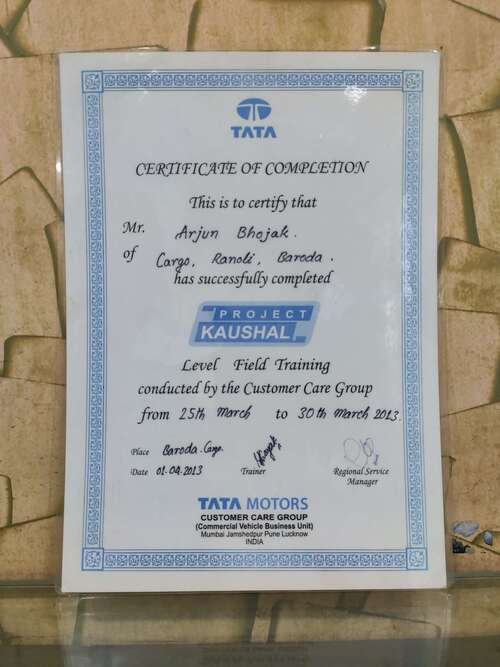 TATA
CERTIFICATE OF COMPLETION
This is to certify that
Mr. Arjun Bhojak.
of Cargo, Ranoli, Baroda.
has successfully completed
PROJECT
KAUSHAL
Level Field Training
conducted by the Customer Care Group
from 25th March to 30th March 2013.
Place Baroda. Cargo.
Date 01.04.2013 Trainer Regional Service
Manager
TATA MOTORS
CUSTOMER CARE GROUP
(Commercial Vehicle Business Unit)
Mumbai Jamshedpur Pune Lucknow
INDIA